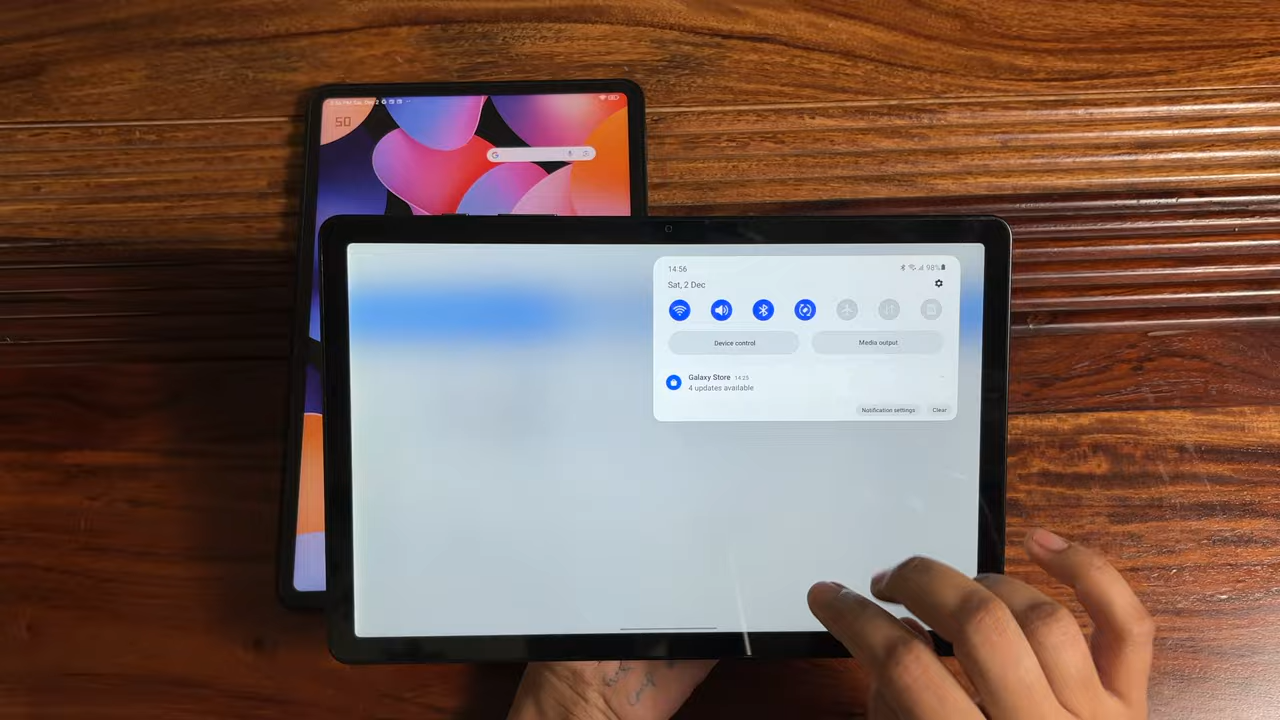 50
14:56
98%
Sat, 2 Dec
Device control
Media output
Galaxy Store 14:25
4 updates available
Notification settings
Clear